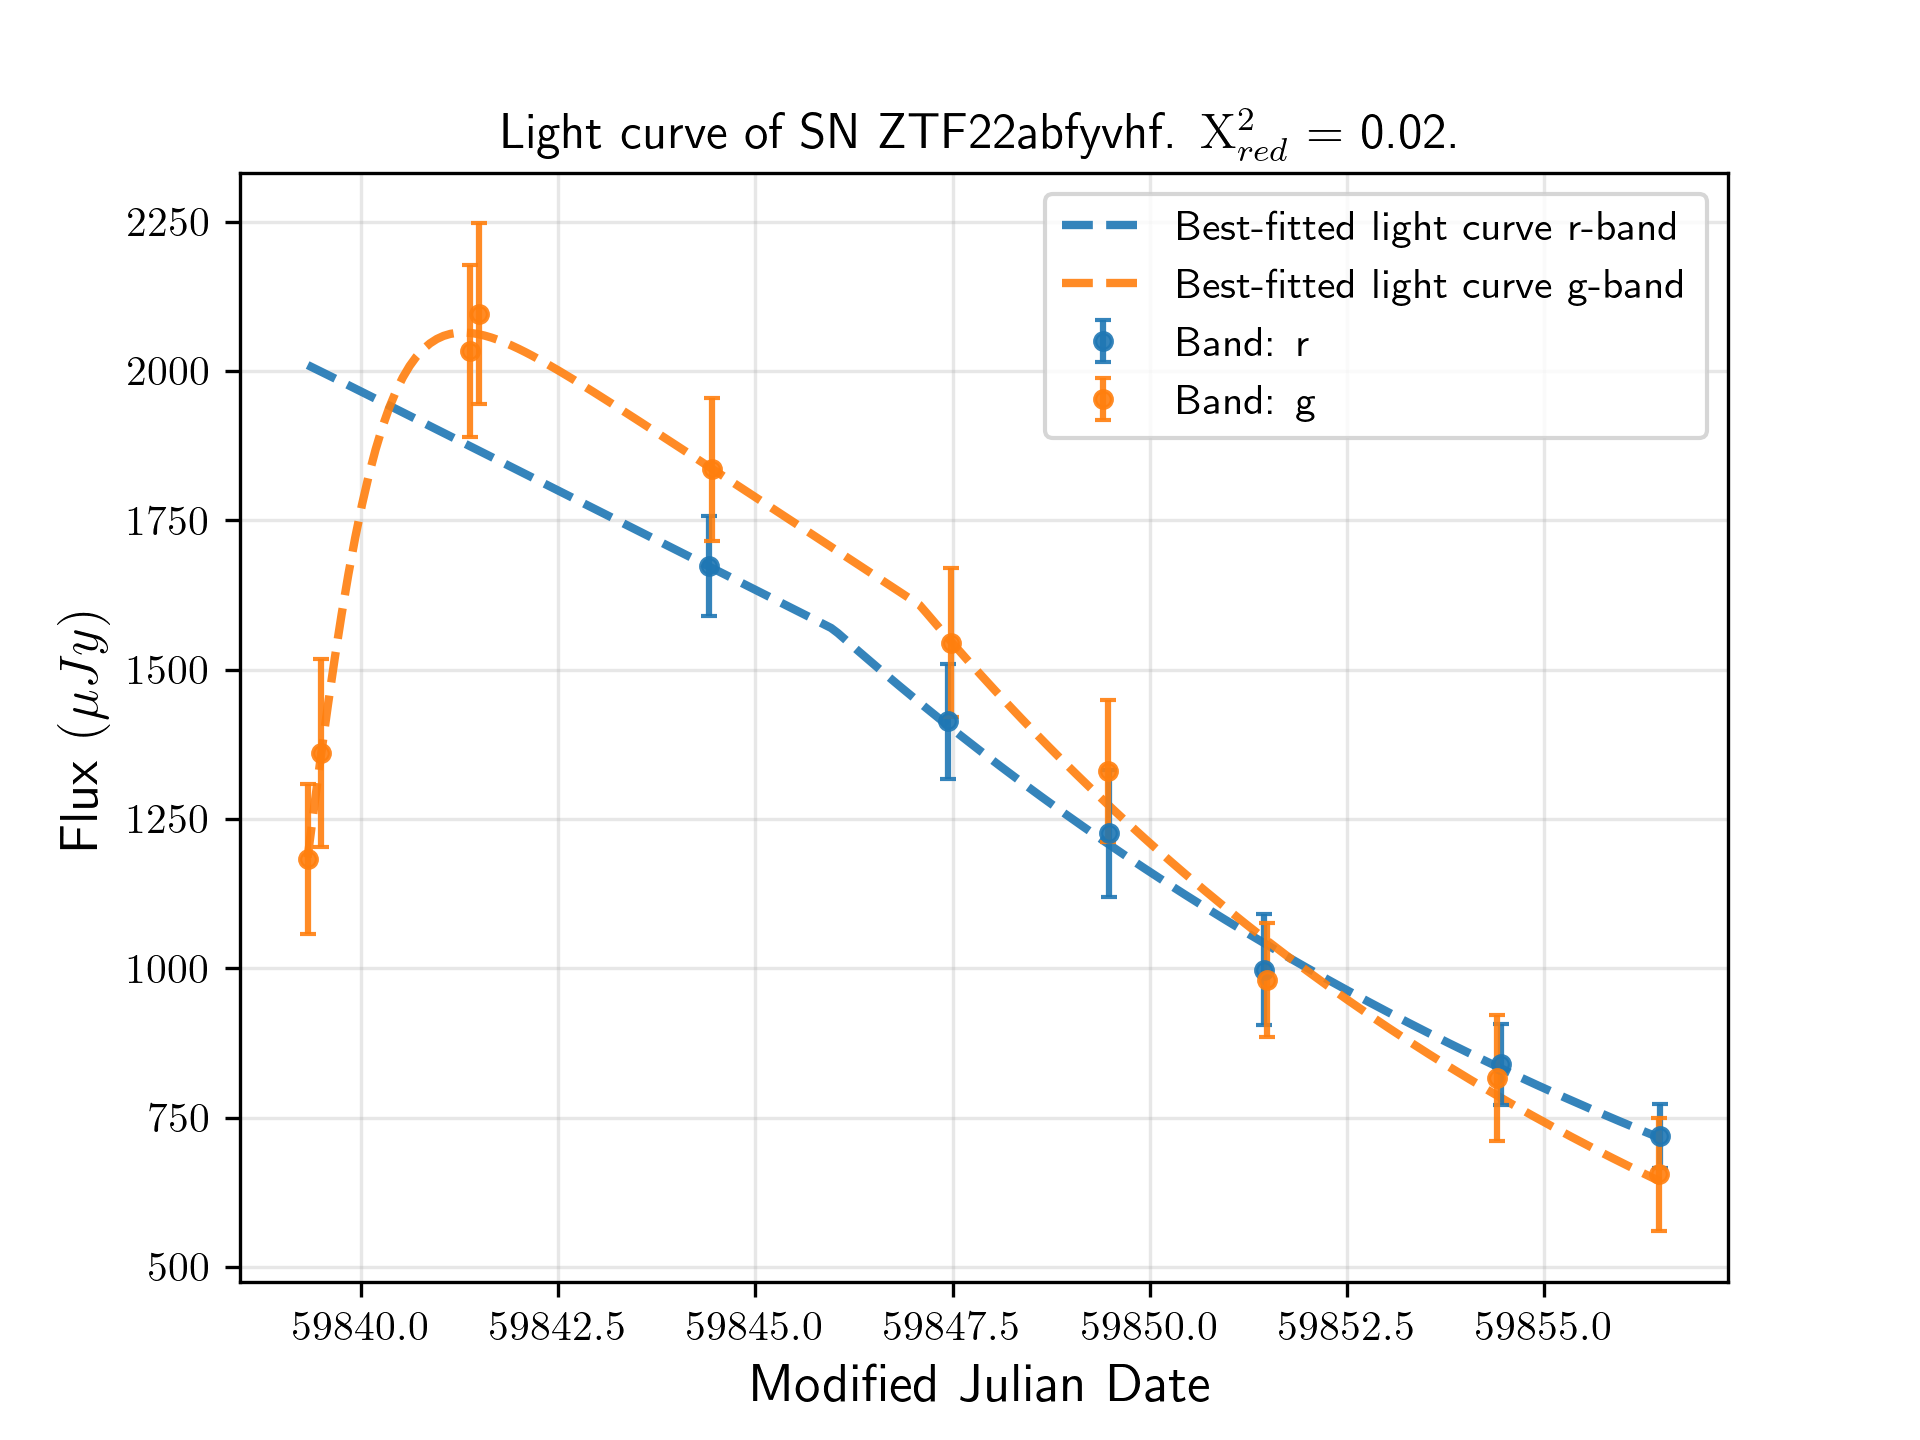 Light curve of SN ZTF22abfyvhf. X²red = 0.02.
Best-fitted light curve r-band
Best-fitted light curve g-band
Band: r
Band: g
2250
2000
1750
1500
1250
1000
750
500
Flux (μJy)
59840.0 59842.5 59845.0 59847.5 59850.0 59852.5 59855.0
Modified Julian Date